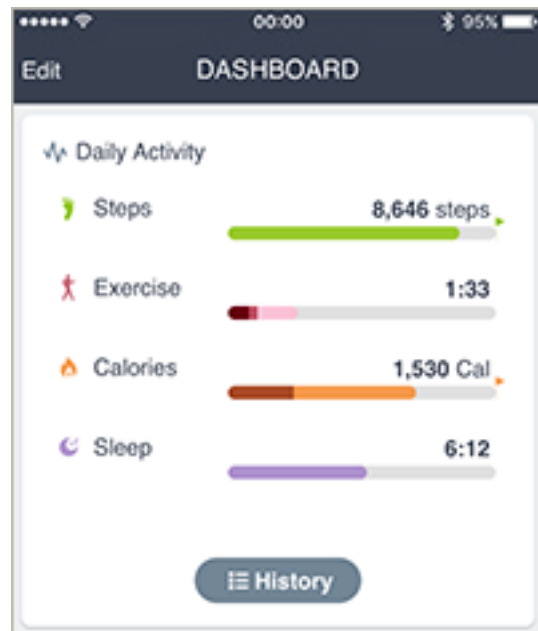 00:00 95%
Edit DASHBOARD
Daily Activity
Steps 8,646 steps
Exercise 1:33
Calories 1,530 Cal
Sleep 6:12
History